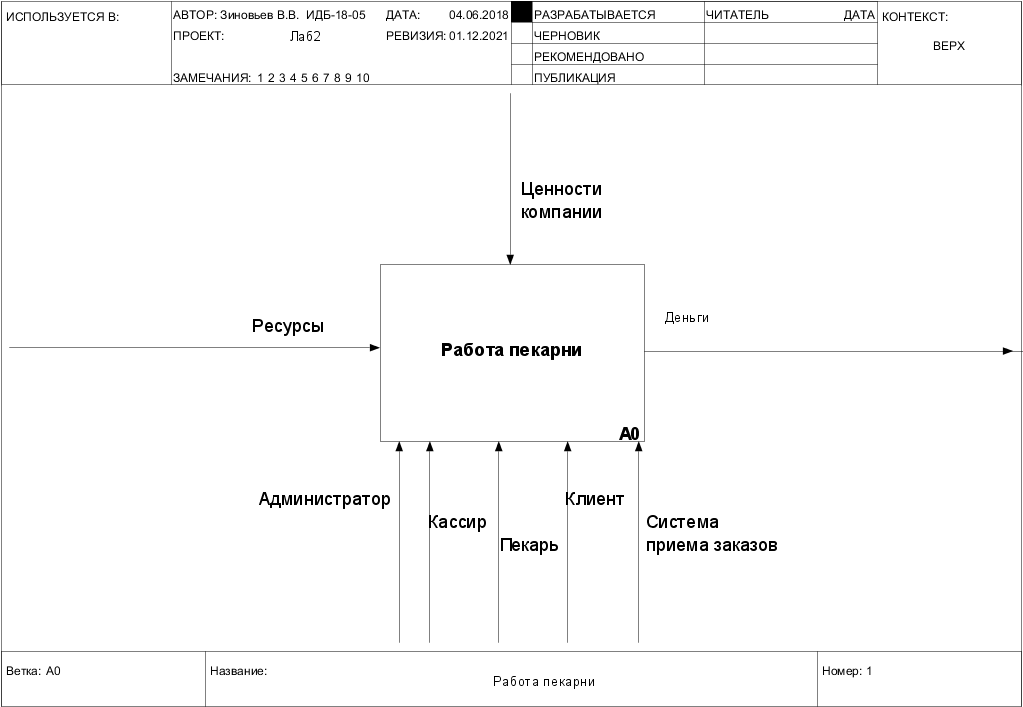 ИСПОЛЬЗУЕТСЯ В:
АВТОР: Зиновьев В.В. ИДБ-18-05
ДАТА: 04.06.2018
РАЗРАБАТЫВАЕТСЯ
ЧИТАТЕЛЬ
ДАТА
КОНТЕКСТ:
ПРОЕКТ: Лаб2
РЕВИЗИЯ: 01.12.2021
ЧЕРНОВИК
ВЕРХ
РЕКОМЕНДОВАНО
ЗАМЕЧАНИЯ: 1 2 3 4 5 6 7 8 9 10
ПУБЛИКАЦИЯ
Ценности
компании
Ресурсы
Деньги
Работа пекарни
A0
Администратор
Кассир
Пекарь
Клиент
Система
приема заказов
Ветка: A0
Название:
Работа пекарни
Номер: 1